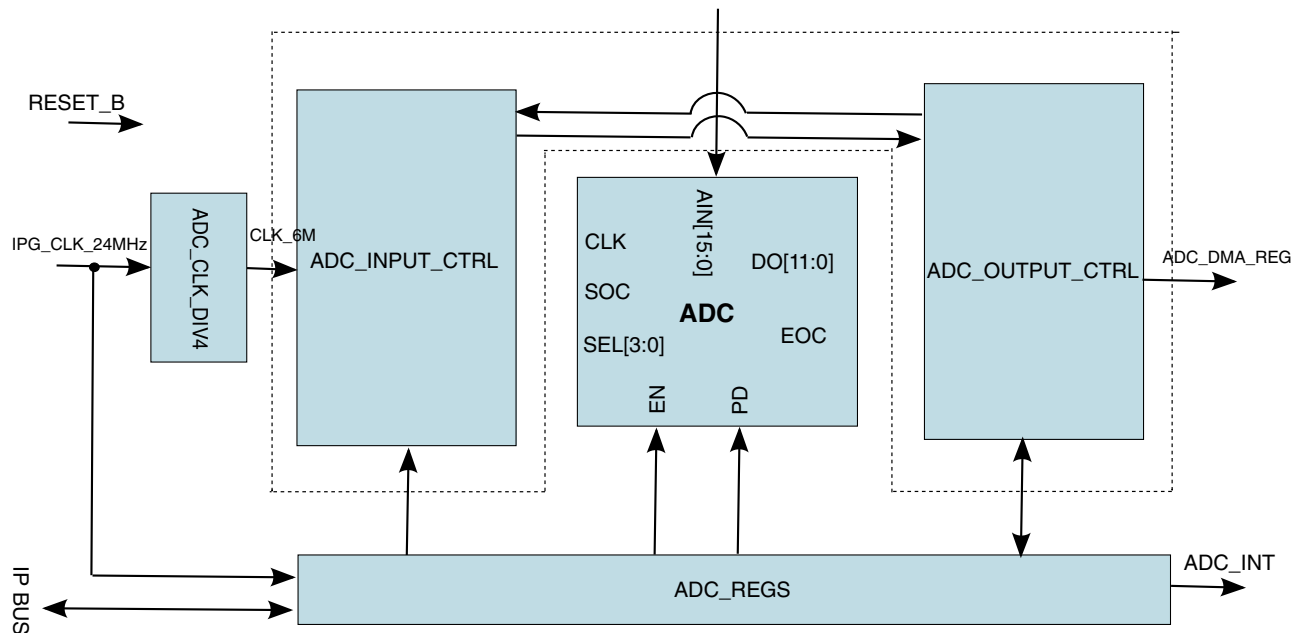 RESET_B
IPG_CLK_24MHz
ADC_CLK_DIV4
CLK_6M
ADC_INPUT_CTRL
CLK
SOC
SEL[3:0]
AIN[15:0]
ADC
DO[11:0]
EOC
EN
PD
ADC_OUTPUT_CTRL
ADC_DMA_REG
IP BUS
ADC_REGS
ADC_INT